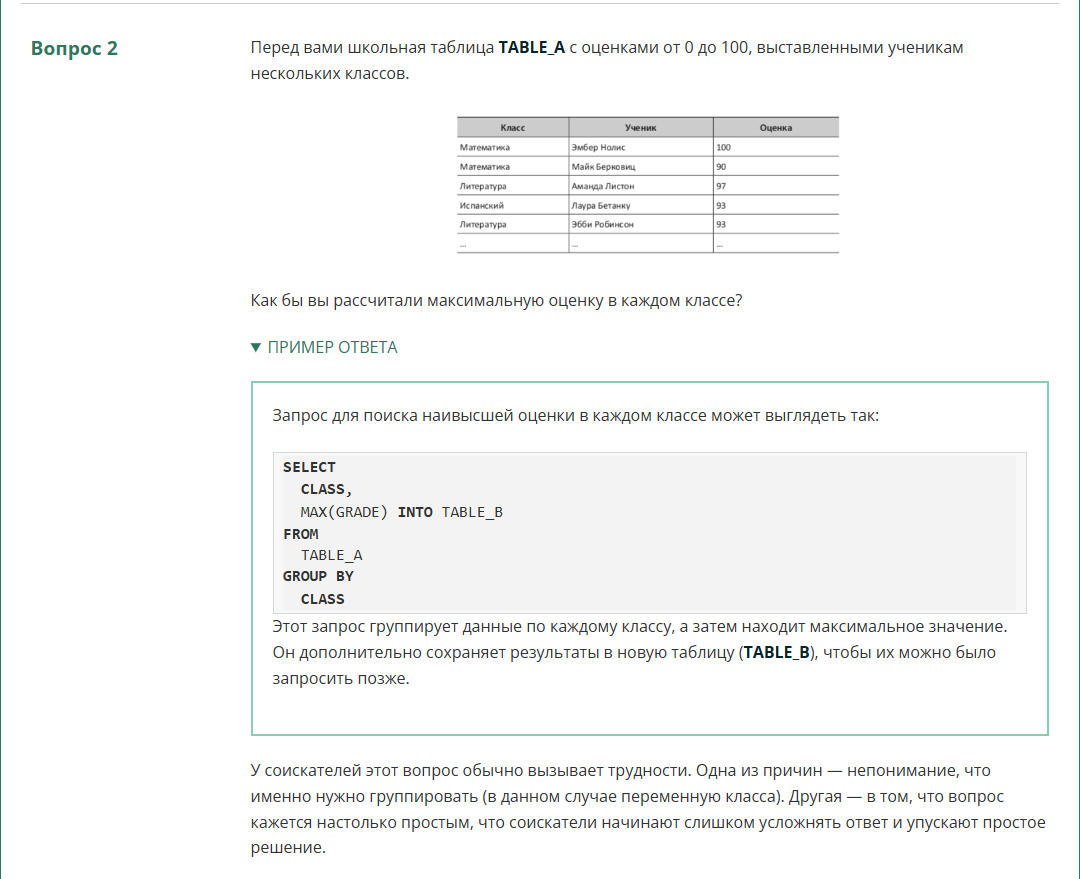 Вопрос 2
Перед вами школьная таблица TABLE_A с оценками от 0 до 100, выставленными ученикам
нескольких классов.
Класс Ученик Оценка
Математика Эмбер Нолис 100
Математика Майк Берковиц 90
Литература Аманда Листон 97
Испанский Лаура Бетанку 93
Литература Эбби Робинсон 93
... ... ...
Как бы вы рассчитали максимальную оценку в каждом классе?
▼ ПРИМЕР ОТВЕТА
Запрос для поиска наивысшей оценки в каждом классе может выглядеть так:
SELECT
CLASS,
MAX(GRADE) INTO TABLE_B
FROM
TABLE_A
GROUP BY
CLASS
Этот запрос группирует данные по каждому классу, а затем находит максимальное значение.
Он дополнительно сохраняет результаты в новую таблицу (TABLE_B), чтобы их можно было
запросить позже.
У соискателей этот вопрос обычно вызывает трудности. Одна из причин — непонимание, что
именно нужно группировать (в данном случае переменную класса). Другая — в том, что вопрос
кажется настолько простым, что соискатели начинают слишком усложнять ответ и упускают простое
решение.